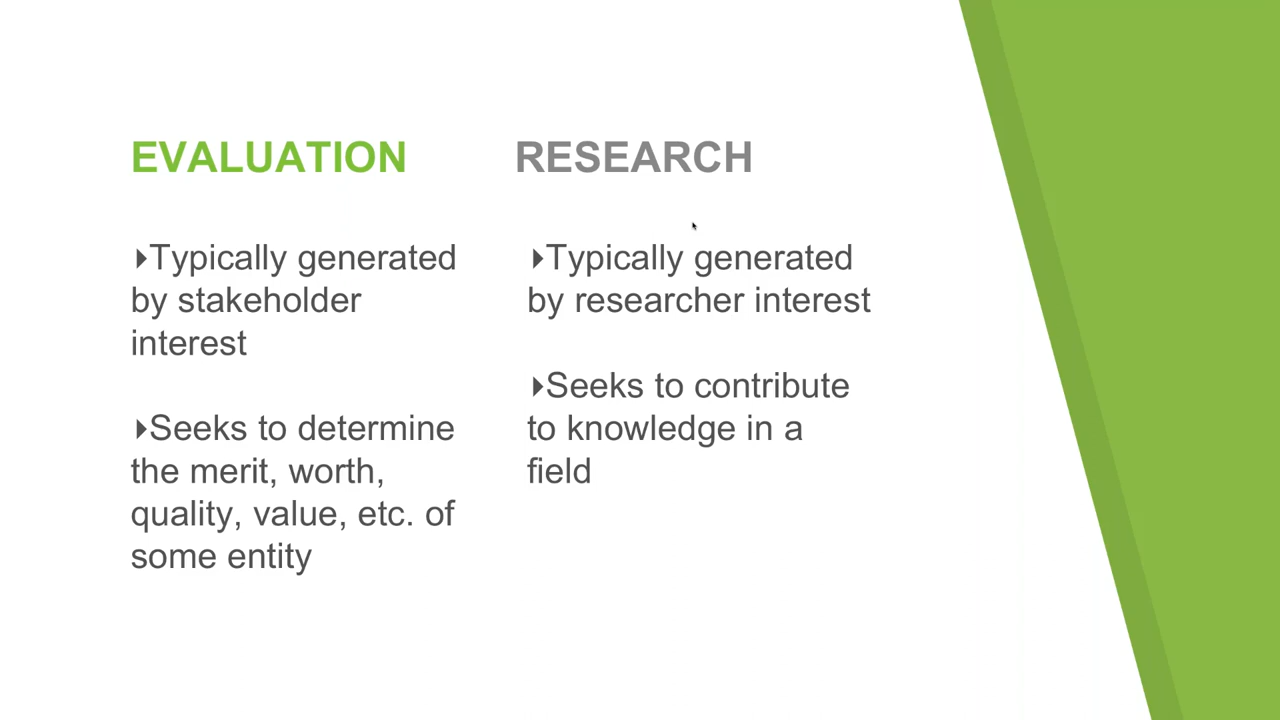 EVALUATION
‣Typically generated
by stakeholder
interest
‣Seeks to determine
the merit, worth,
quality, value, etc. of
some entity
RESEARCH
‣Typically generated
by researcher interest
‣Seeks to contribute
to knowledge in a
field